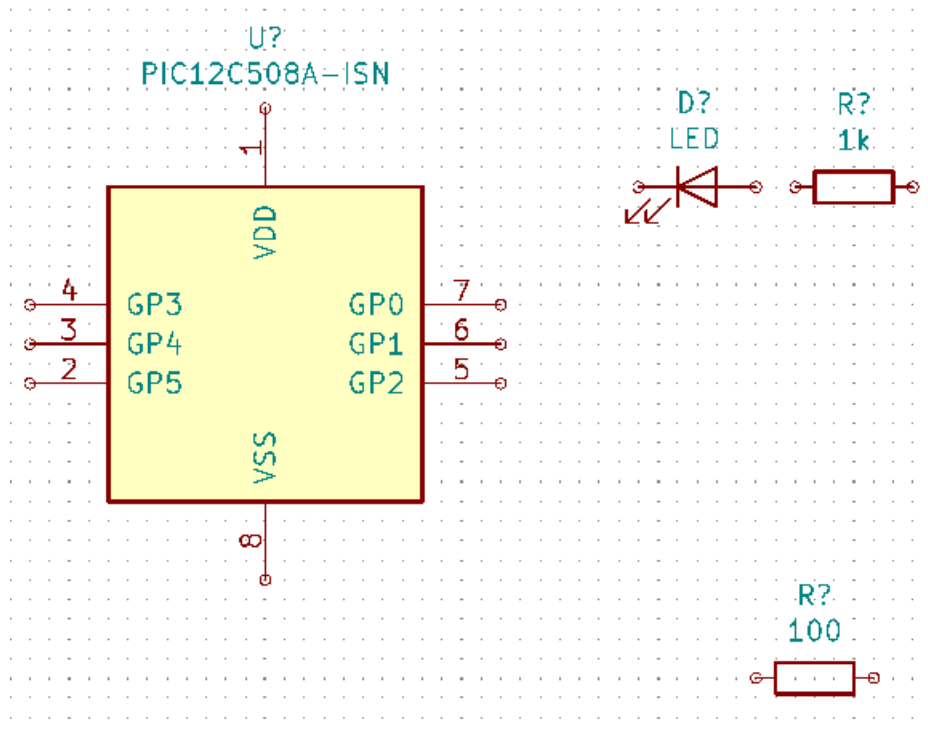 U?
PIC12C508A-ISN
D?
LED
R?
1k
1
VDD
4
GP3
3
GP4
2
GP5
7
GP0
6
GP1
5
GP2
VSS
8
R?
100